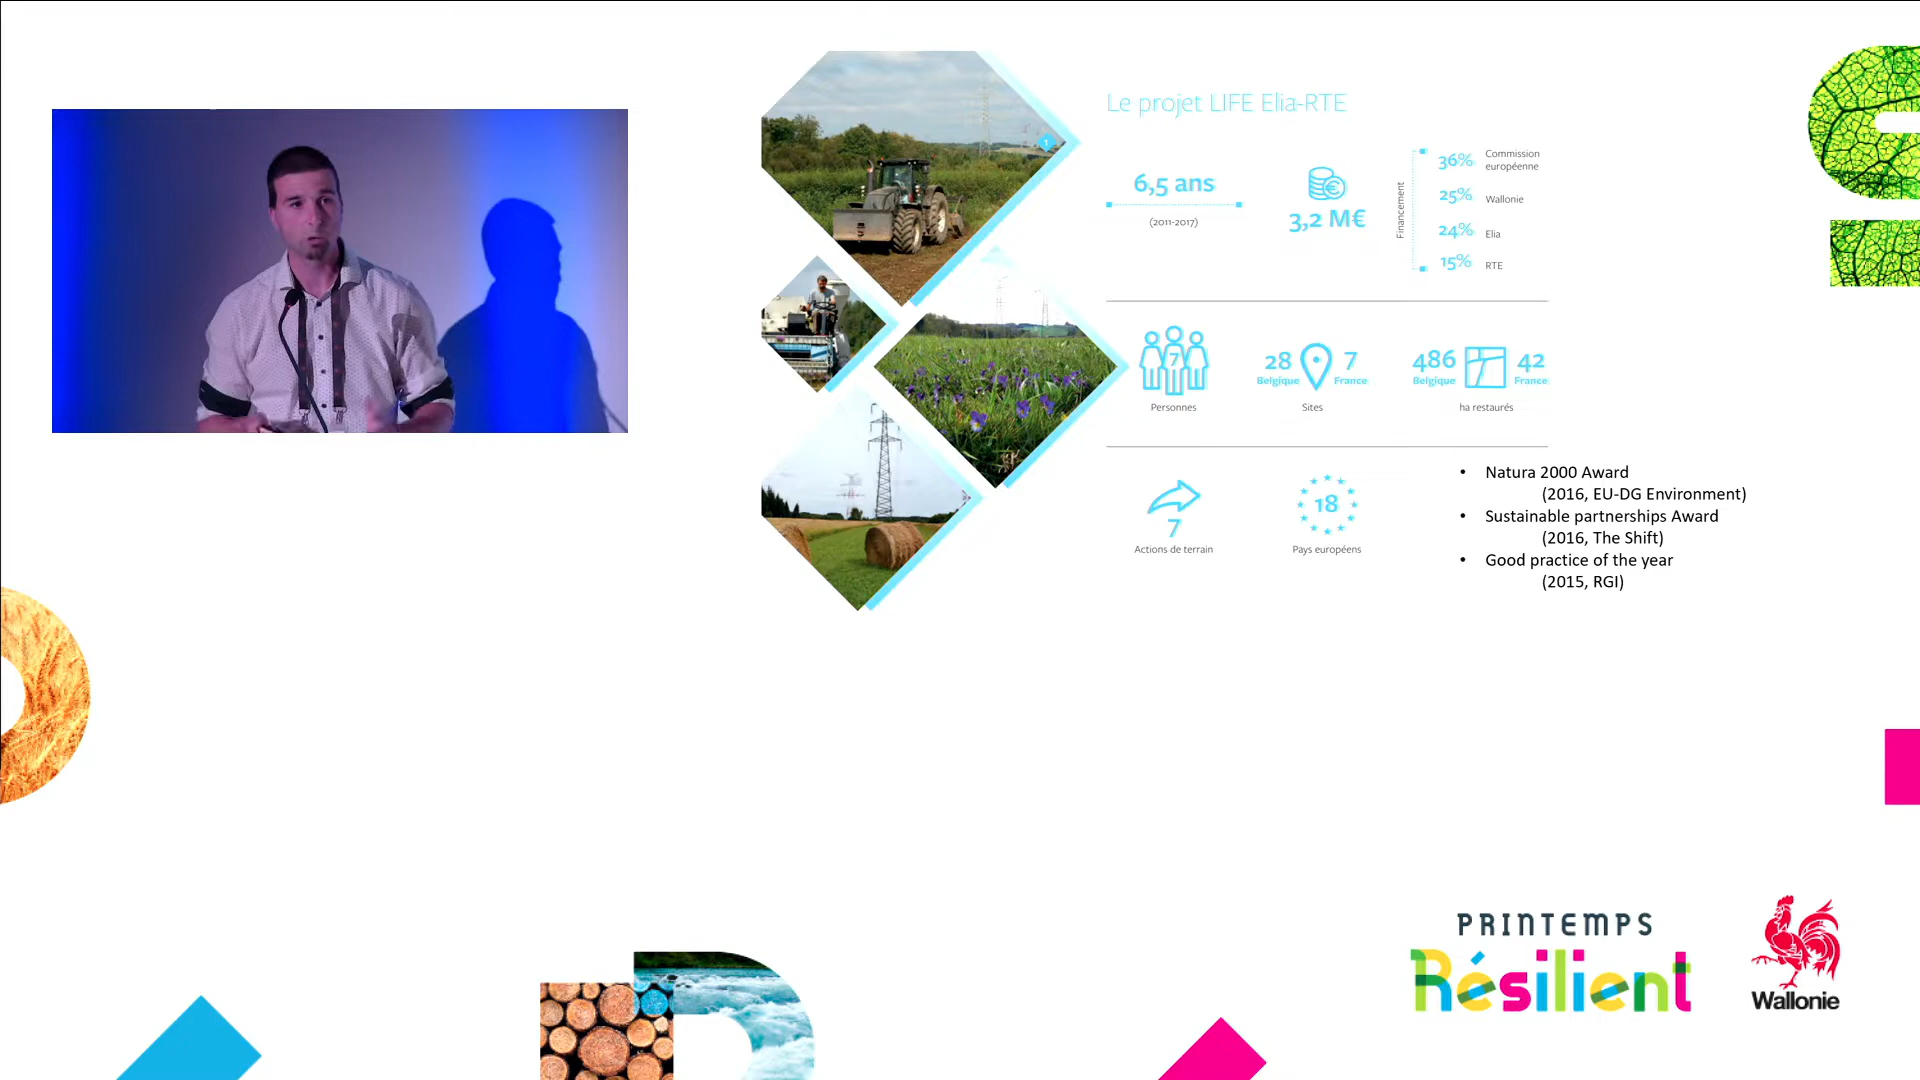 Le projet LIFE Elia-RTE
1
6,5 ans
(2011-2017)
3,2 M€
Financement
36% Commission
européenne
25% Wallonie
24% Elia
15% RTE
7
Personnes
28 7
Belgique France
Sites
486 42
Belgique France
ha restaurés
7
Actions de terrain
18
Pays européens
• Natura 2000 Award
(2016, EU-DG Environment)
• Sustainable partnerships Award
(2016, The Shift)
• Good practice of the year
(2015, RGI)
PRINTEMPS
Résilient
Wallonie